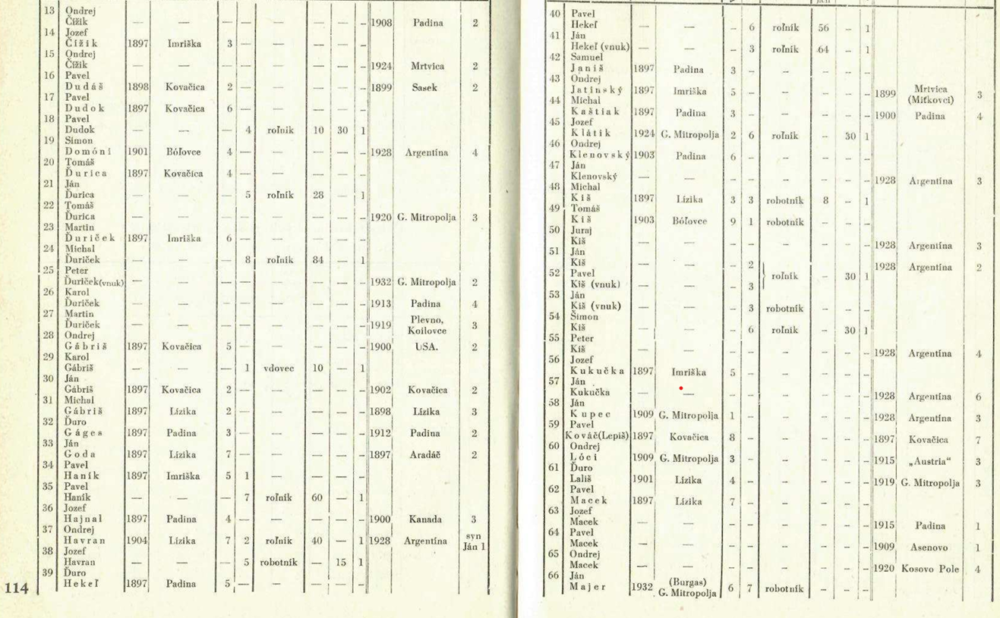 13 Ondrej
Čížik — — — — — — — - 1908 Padina 2
14 Jozef
Čížik 1897 Imriška 3 — — — — -
15 Ondrej
Čížik — — — — — — — - 1924 Mrtvica 2
16 Pavel
Dudáš 1898 Kovačica 2 — — — — - 1899 Sasek 2
17 Pavel
Dudok 1897 Kovačica 6 — — — — -
18 Pavel
Dudok — — — 4 roľník 10 30 1
19 Šimon
Domóni 1901 Bóľovce 4 — — — — - 1928 Argentína 4
20 Tomáš
Ďurica 1897 Kovačica 4 — — — — -
21 Ján
Ďurica — — — 5 roľník 28 — 1
22 Tomáš
Ďurica — — — — — — — - 1920 G. Mitropolja 3
23 Martin
Ďuriček 1897 Imriška 6 — — — — -
24 Michal
Ďuriček — — — 8 roľník 84 — 1
25 Peter
Ďuriček(vnuk) — — — — — — — - 1932 G. Mitropolja 2
26 Karol
Ďuriček — — — — — — — - 1913 Padina 4
27 Martin
Ďuriček — — — — — — — - 1919 Plevno, Koilovce 3
28 Ondrej
Gábriš 1897 Kovačica 5 — — — — - 1900 USA. 2
29 Karol
Gábriš — — — 1 vdovec 10 — 1
30 Ján
Gábriš 1897 Kovačica 2 — — — — - 1902 Kovačica 2
31 Michal
Gábriš 1897 Lízika 2 — — — — - 1898 Lízika 3
32 Ďuro
Gáges 1897 Padina 3 — — — — - 1912 Padina 2
33 Ján
Goda 1897 Lízika 7 — — — — - 1897 Aradáč 2
34 Pavel
Haník 1897 Imriška 5 1 — — — -
35 Pavel
Haník — — — 7 roľník 60 — 1
36 Jozef
Hajnal 1897 Padina 4 — — — — - 1900 Kanada 3
37 Ondrej
Havran 1904 Lízika 7 2 roľník 40 — 1 1928 Argentína syn Ján 1
38 Jozef
Havran — — — 5 robotník — 15 1
39 Ďuro
Hekeľ 1897 Padina 5 — — — — -
114
40 Pavel
Hekeľ — — – 6 roľník 56 – 1
41 Ján
Hekeľ (vnuk) — — – 3 roľník 64 – 1
42 Samuel
Janiš 1897 Padina 3 – – – – –
43 Ondrej
Jatinský 1897 Imriška 5 – – – – – 1899 Mrtvica (Miťkovci) 3
44 Michal
Kaštiak 1897 Padina 3 – – – – – 1900 Padina 4
45 Jozef
Klátik 1924 G. Mitropolja 2 6 roľník – 30 1
46 Ondrej
Klenovský 1903 Padina 6 – – – – –
47 Ján
Klenovský — — – – – – – – 1928 Argentína 3
48 Michal
Kiš 1897 Lízika 3 3 robotník 8 – 1
49 Tomáš
Kiš 1903 Bóľovce 9 1 robotník – – –
50 Juraj
Kiš — — – – – – – – 1928 Argentína 3
51 Ján
Kiš — — – 2 1928 Argentína 2
52 Pavel } roľník – 30 1
Kiš (vnuk) — — – 3
53 Ján
Kiš (vnuk) — — – 3 robotník – – –
54 Šimon
Kiš — — – 6 roľník – 30 1
55 Peter
Kiš — — – – – – – – 1928 Argentína 4
56 Jozef
Kukučka 1897 Imriška 5 – – – – –
57 Ján
Kukučka — — – – – – – – 1928 Argentína 6
58 Ján
Kupec 1909 G. Mitropolja 1 – – – – – 1928 Argentína 3
59 Pavel
Kováč(Lepiš) 1897 Kovačica 8 – – – – – 1897 Kovačica 7
60 Ondrej
Lóci 1909 G. Mitropolja 3 – – – – – 1915 „Austria“ 3
61 Ďuro
Lališ 1901 Lízika 4 – – – – – 1919 G. Mitropolja 3
62 Pavel
Macek 1897 Lízika 7 – – – – –
63 Jozef
Macek — — – – – – – – 1915 Padina 1
64 Pavel
Macek — — – – – – – – 1909 Asenovo 1
65 Ondrej
Macek — — – – – – – – 1920 Kosovo Pole 4
66 Ján
Majer 1932 (Burgas) G. Mitropolja 6 7 robotník – – –